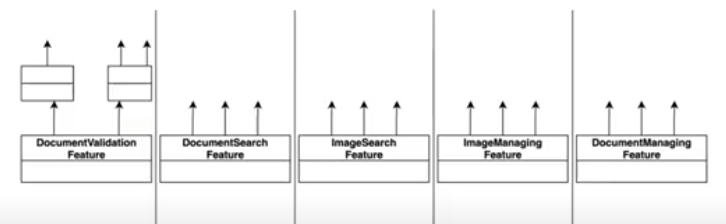 DocumentValidation
Feature
DocumentSearch
Feature
ImageSearch
Feature
ImageManaging
Feature
DocumentManaging
Feature